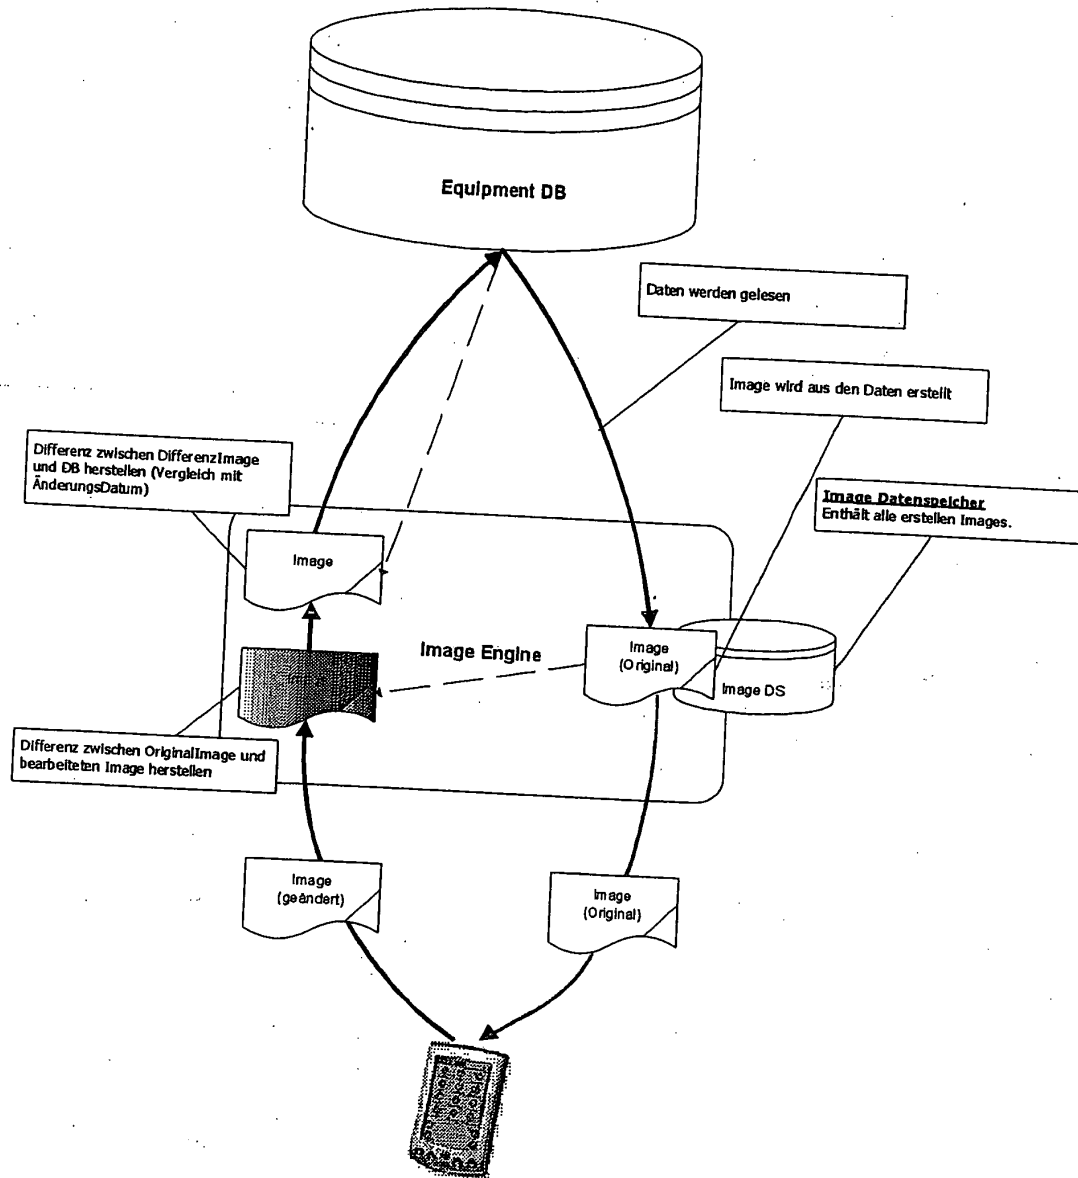 Equipment DB
Daten werden gelesen
Image wird aus den Daten erstellt
Differenz zwischen DifferenzImage
und DB herstellen (Vergleich mit
ÄnderungsDatum)
Image Datenspeicher
Enthält alle erstellen Images.
Image
Image Engine
Image
(Original)
Image DS
Differenz zwischen OriginalImage und
bearbeiteten Image herstellen
Image
(geändert)
Image
(Original)